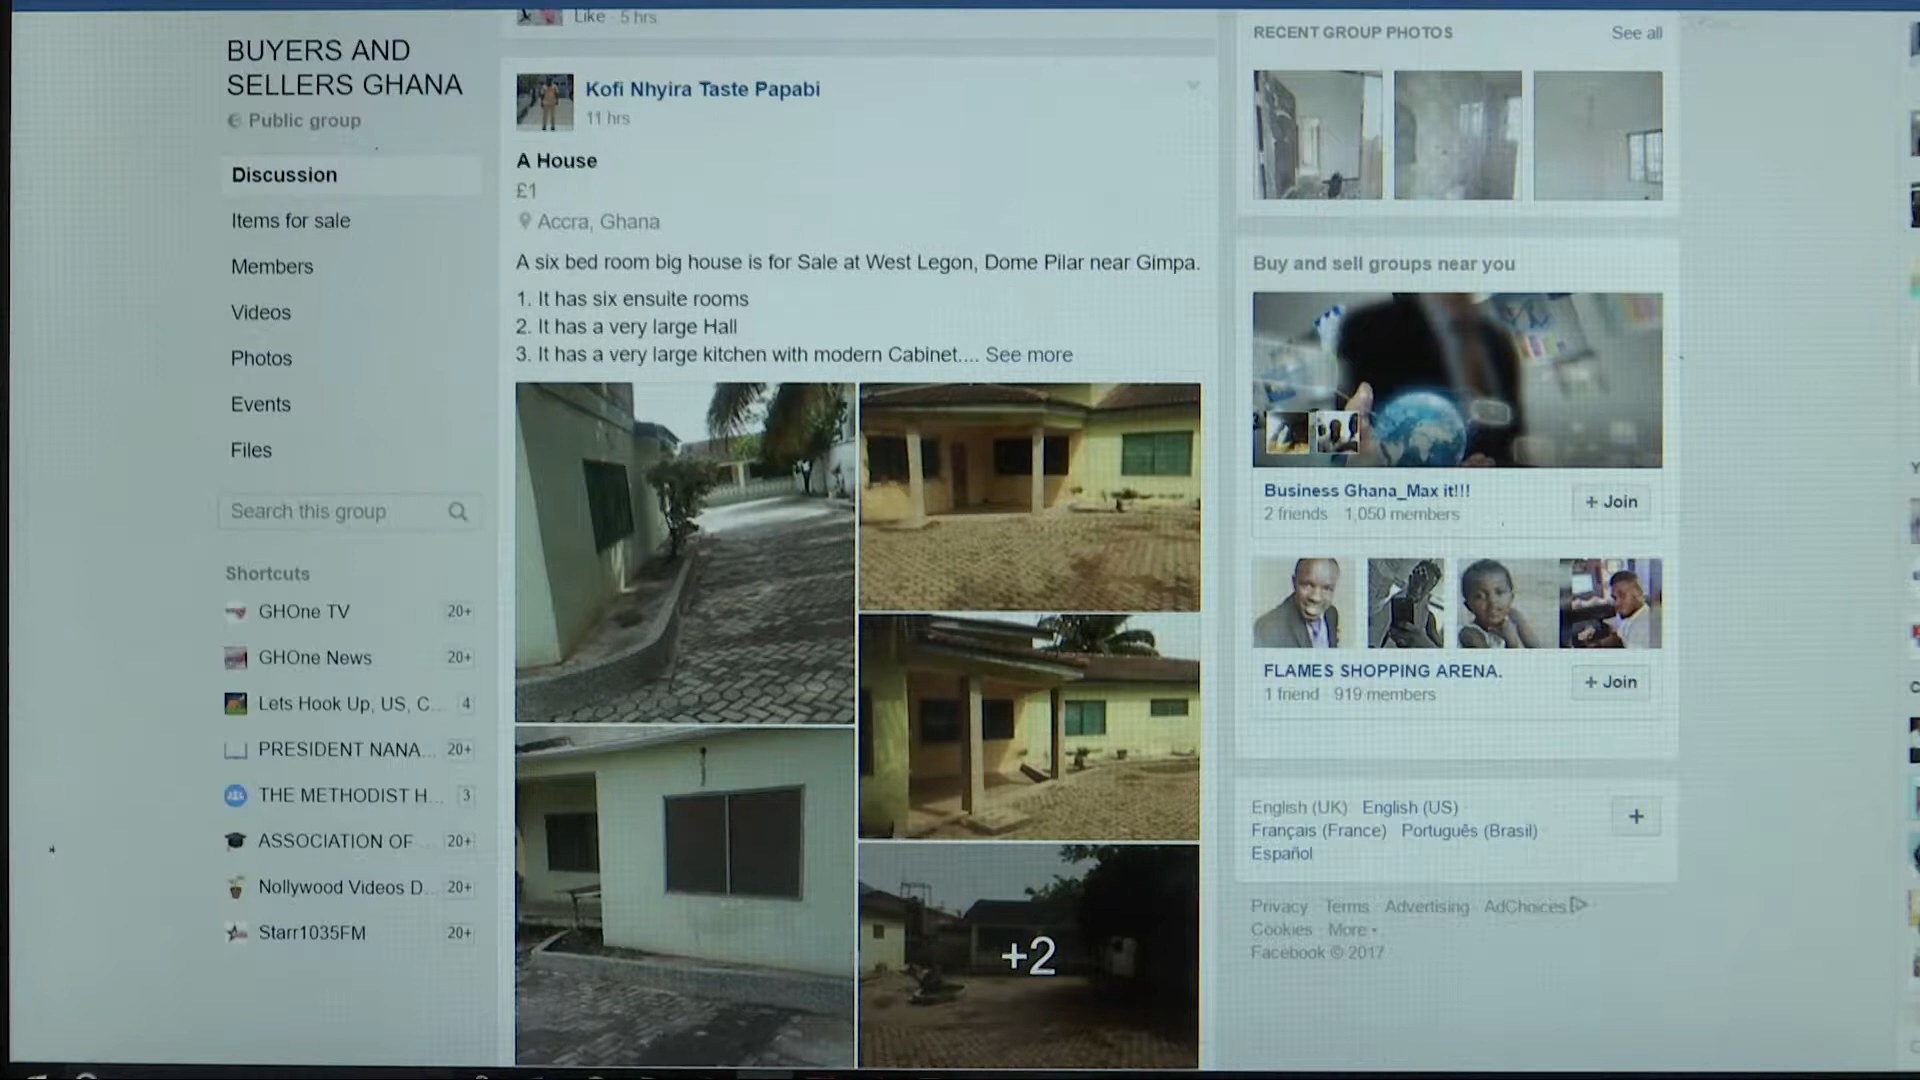 Like · 5 hrs
BUYERS AND
SELLERS GHANA
Public group
Discussion
Items for sale
Members
Videos
Photos
Events
Files
Search this group
Shortcuts
GHOne TV 20+
GHOne News 20+
Lets Hook Up, US, C... 4
PRESIDENT NANA... 20+
THE METHODIST H... 3
ASSOCIATION OF ... 20+
Nollywood Videos D... 20+
Starr1035FM 20+
Kofi Nhyira Taste Papabi
11 hrs
A House
£1
Accra, Ghana
A six bed room big house is for Sale at West Legon, Dome Pilar near Gimpa.
1. It has six ensuite rooms
2. It has a very large Hall
3. It has a very large kitchen with modern Cabinet.... See more
+2
RECENT GROUP PHOTOS See all
Buy and sell groups near you
Business Ghana_Max it!!!
2 friends 1,050 members
+ Join
FLAMES SHOPPING ARENA.
1 friend 919 members
+ Join
English (UK) · English (US) ·
Français (France) · Português (Brasil) ·
Español
+
Privacy · Terms · Advertising · AdChoices
Cookies · More
Facebook © 2017